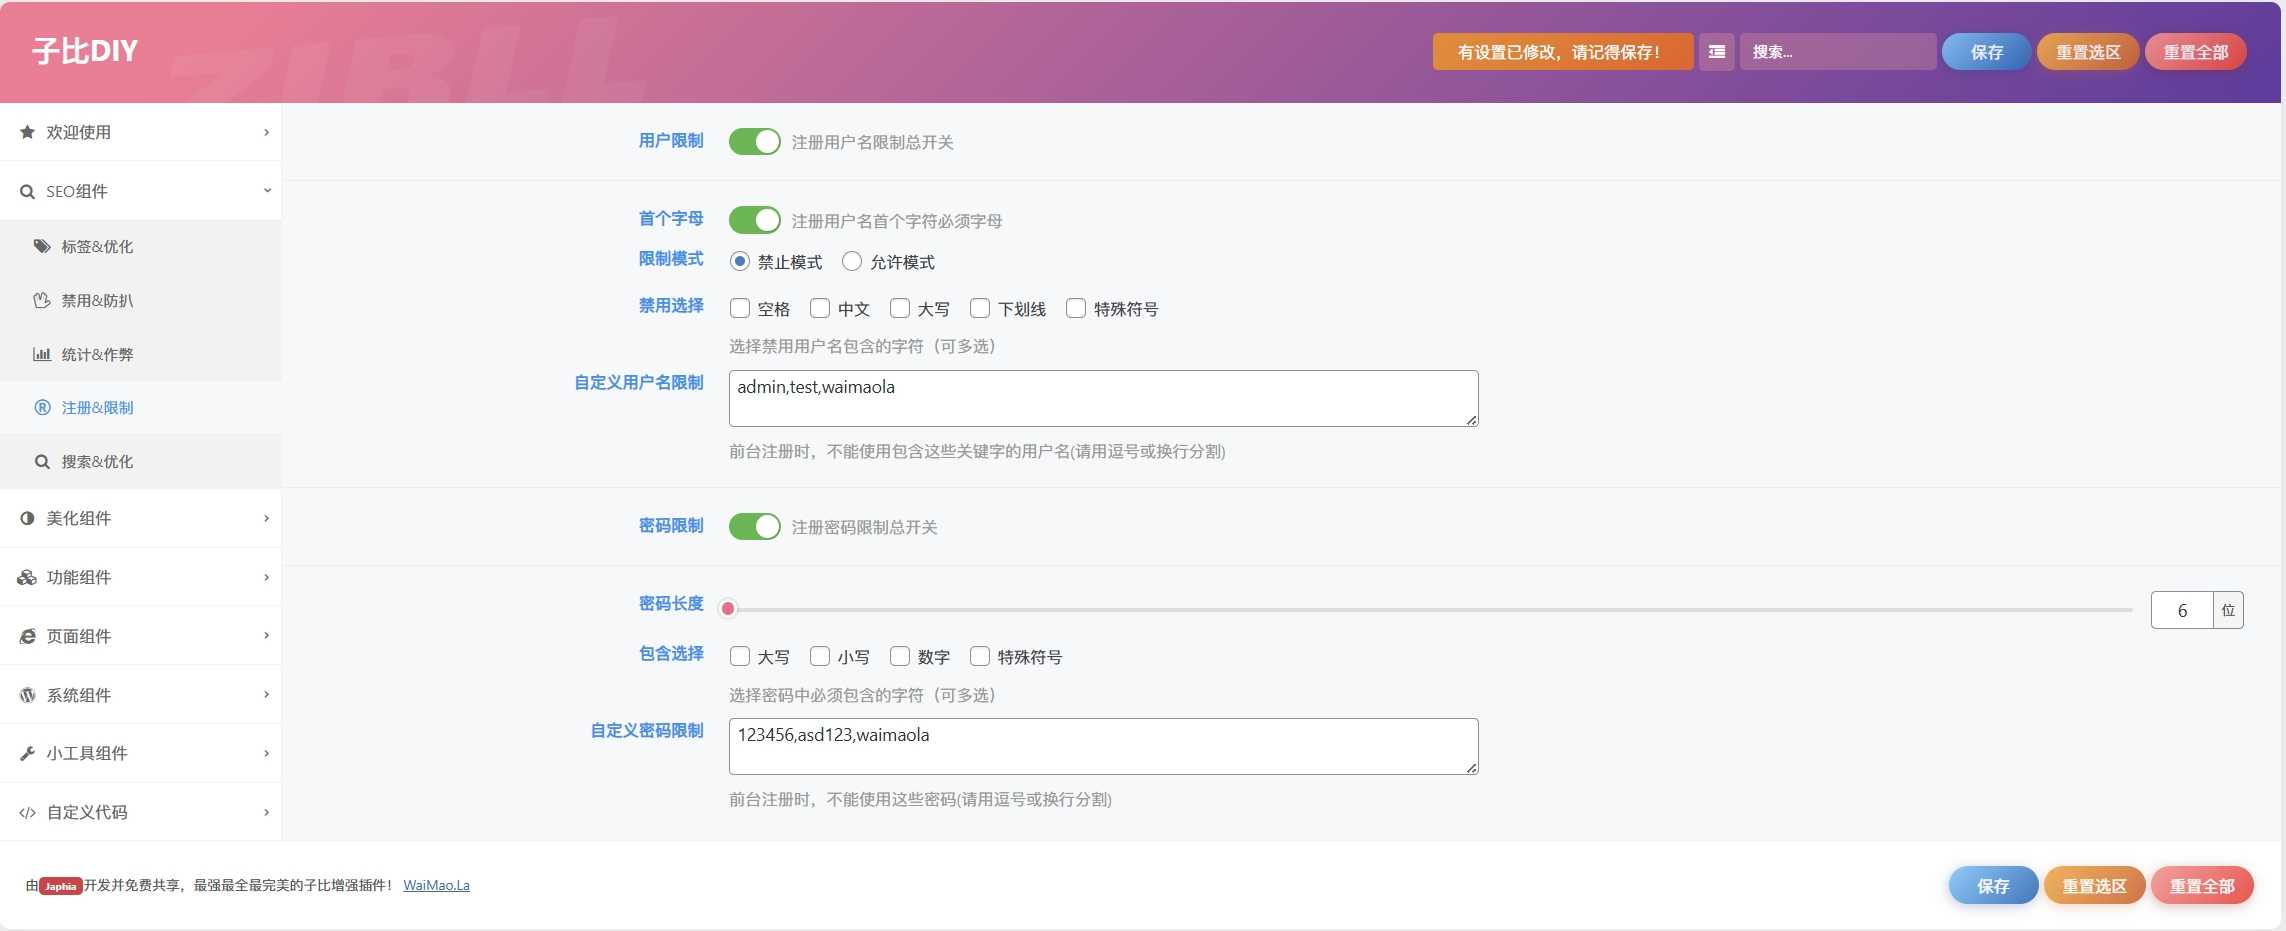 子比DIY
ZIBLL
有设置已修改，请记得保存！
搜索...
保存
重置选区
重置全部
欢迎使用
SEO组件
标签&优化
禁用&防扒
统计&作弊
注册&限制
搜索&优化
美化组件
功能组件
页面组件
系统组件
小工具组件
自定义代码
用户限制 注册用户名限制总开关
首个字母 注册用户名首个字符必须字母
限制模式 禁止模式 允许模式
禁用选择 空格 中文 大写 下划线 特殊符号
选择禁用用户名包含的字符（可多选）
自定义用户名限制 admin,test,waimaola
前台注册时，不能使用包含这些关键字的用户名(请用逗号或换行分割)
密码限制 注册密码限制总开关
密码长度 6 位
包含选择 大写 小写 数字 特殊符号
选择密码中必须包含的字符（可多选）
自定义密码限制 123456,asd123,waimaola
前台注册时，不能使用这些密码(请用逗号或换行分割)
由Japhia开发并免费共享，最强最全最完美的子比增强插件！ WaiMao.La
保存 重置选区 重置全部